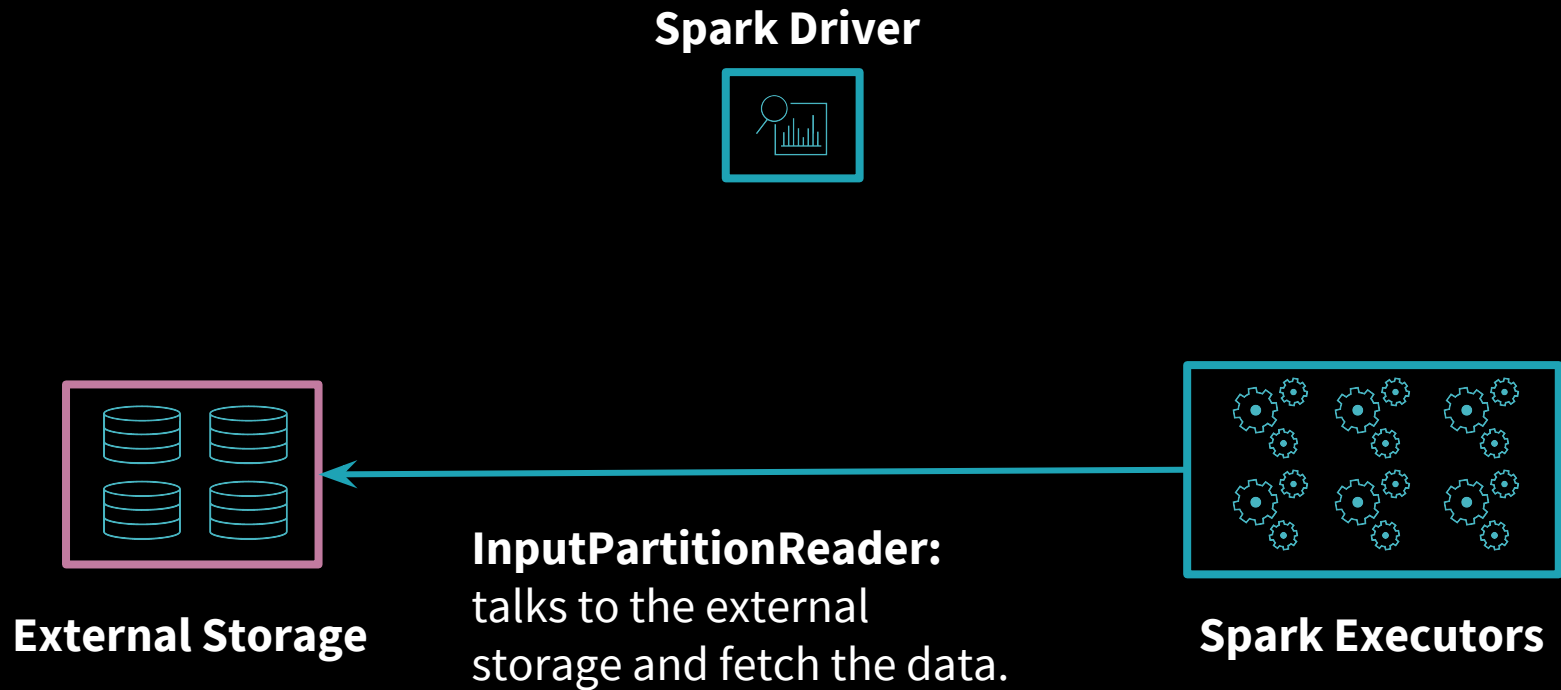 Spark Driver
InputPartitionReader:
talks to the external
storage and fetch the data.
External Storage
Spark Executors